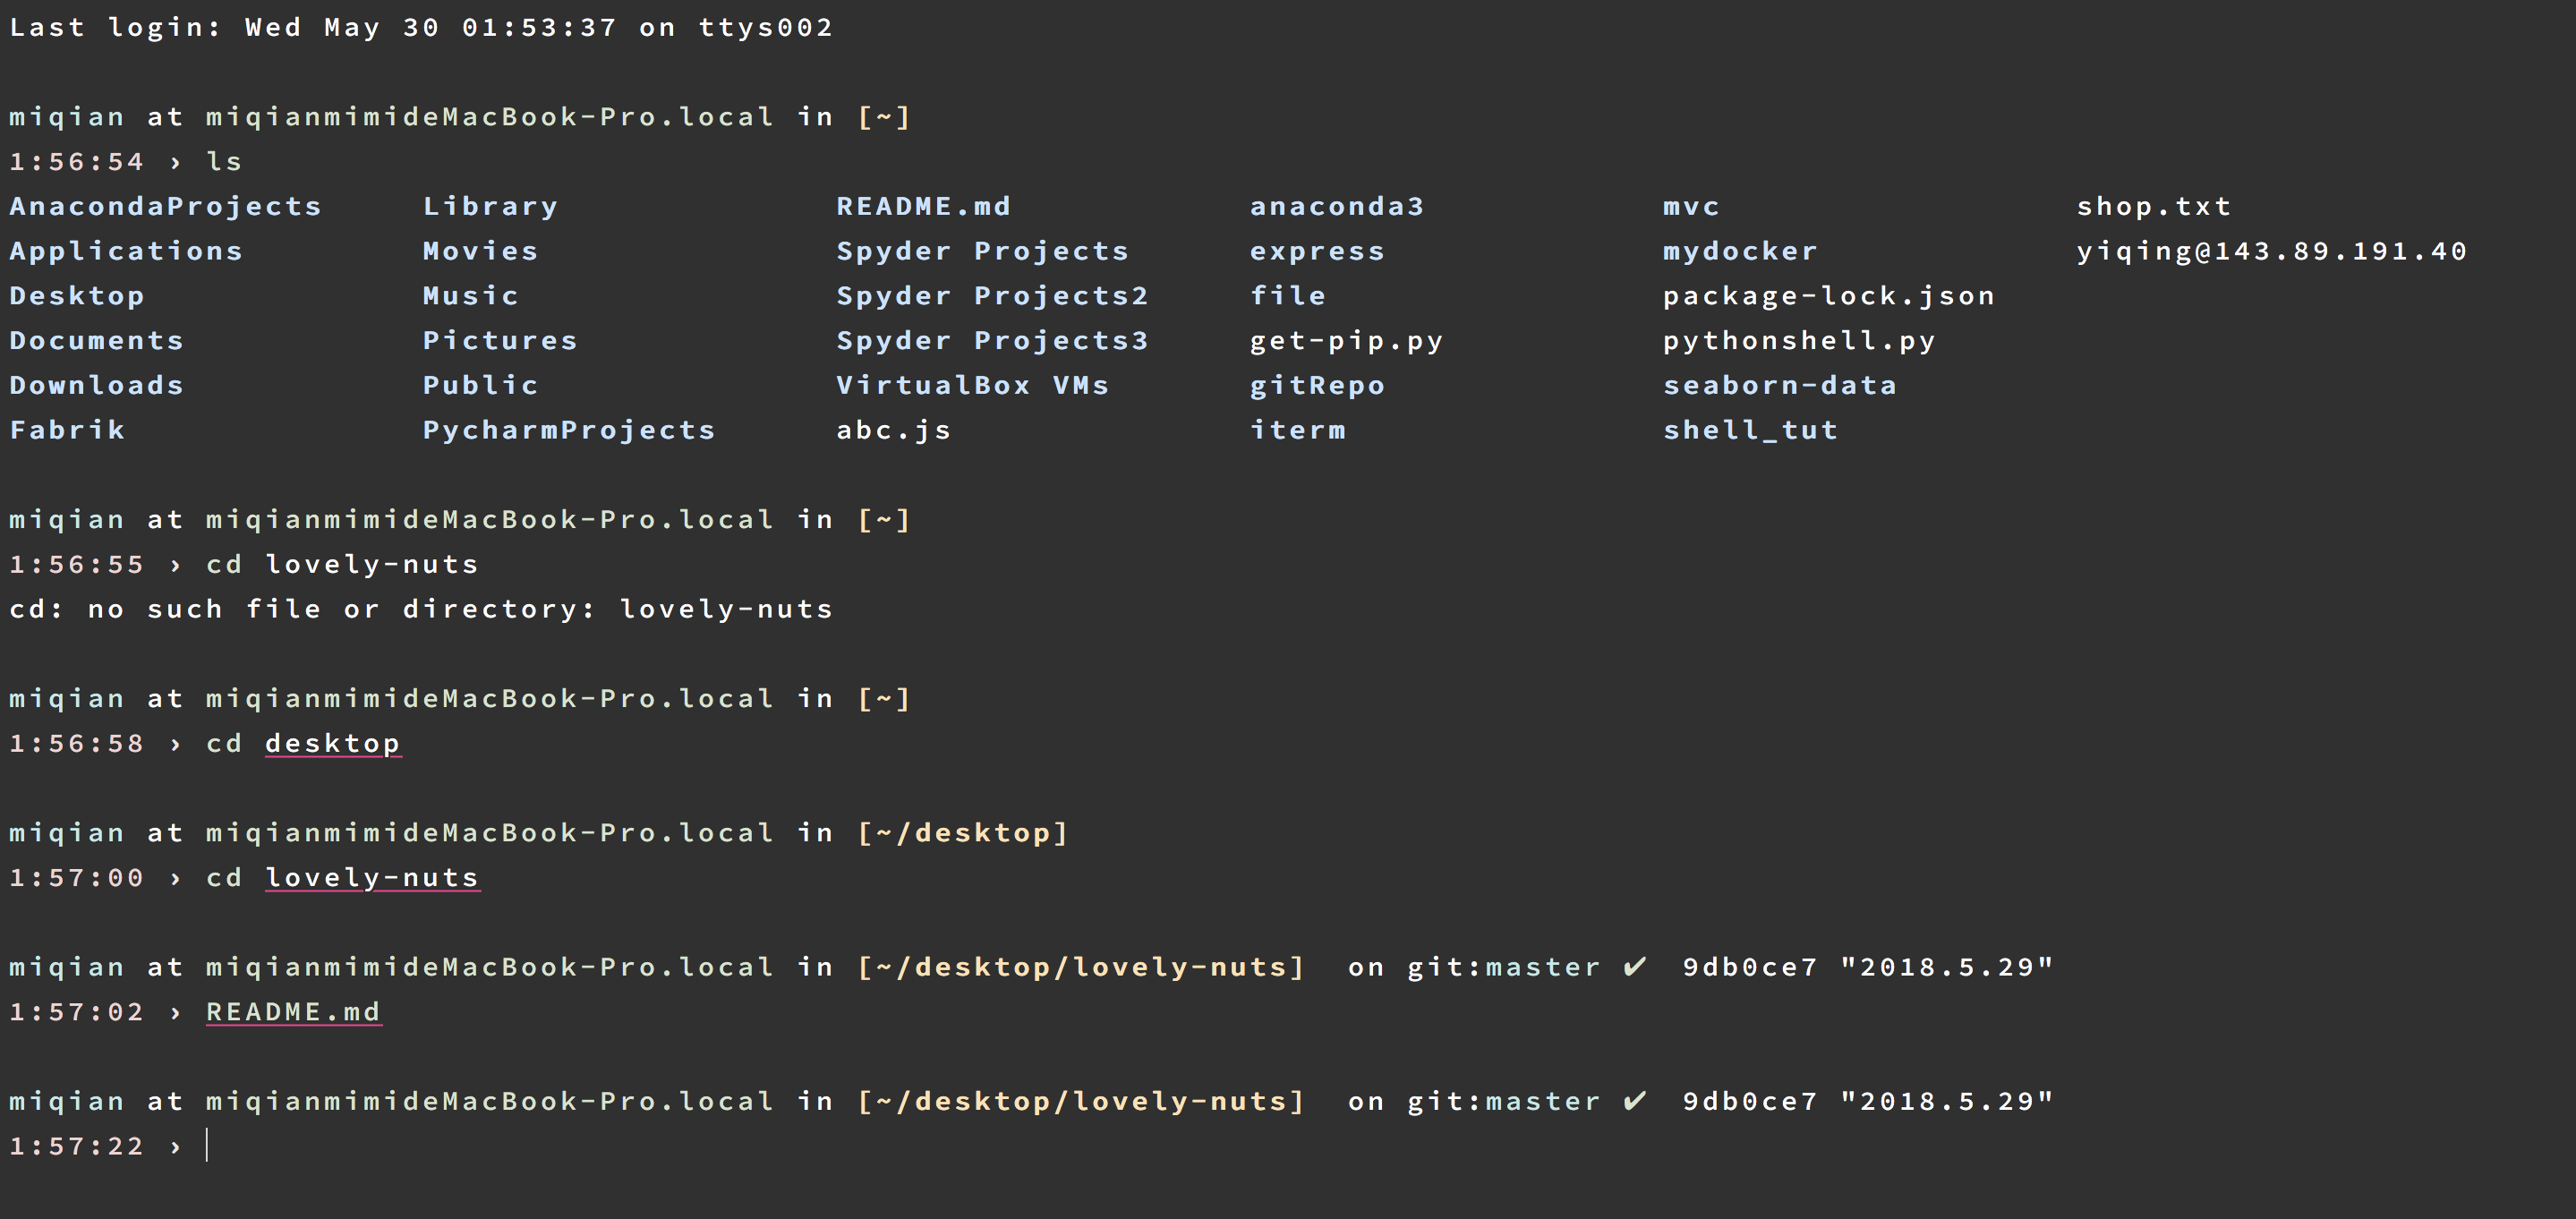 Last login: Wed May 30 01:53:37 on ttys002
miqian at miqianmimideMacBook-Pro.local in [~]
1:56:54 › ls
AnacondaProjects Library README.md anaconda3 mvc shop.txt
Applications Movies Spyder Projects express mydocker yiqing@143.89.191.40
Desktop Music Spyder Projects2 file package-lock.json
Documents Pictures Spyder Projects3 get-pip.py pythonshell.py
Downloads Public VirtualBox VMs gitRepo seaborn-data
Fabrik PycharmProjects abc.js iterm shell_tut
miqian at miqianmimideMacBook-Pro.local in [~]
1:56:55 › cd lovely-nuts
cd: no such file or directory: lovely-nuts
miqian at miqianmimideMacBook-Pro.local in [~]
1:56:58 › cd desktop
miqian at miqianmimideMacBook-Pro.local in [~/desktop]
1:57:00 › cd lovely-nuts
miqian at miqianmimideMacBook-Pro.local in [~/desktop/lovely-nuts] on git:master ✔ 9db0ce7 "2018.5.29"
1:57:02 › README.md
miqian at miqianmimideMacBook-Pro.local in [~/desktop/lovely-nuts] on git:master ✔ 9db0ce7 "2018.5.29"
1:57:22 ›